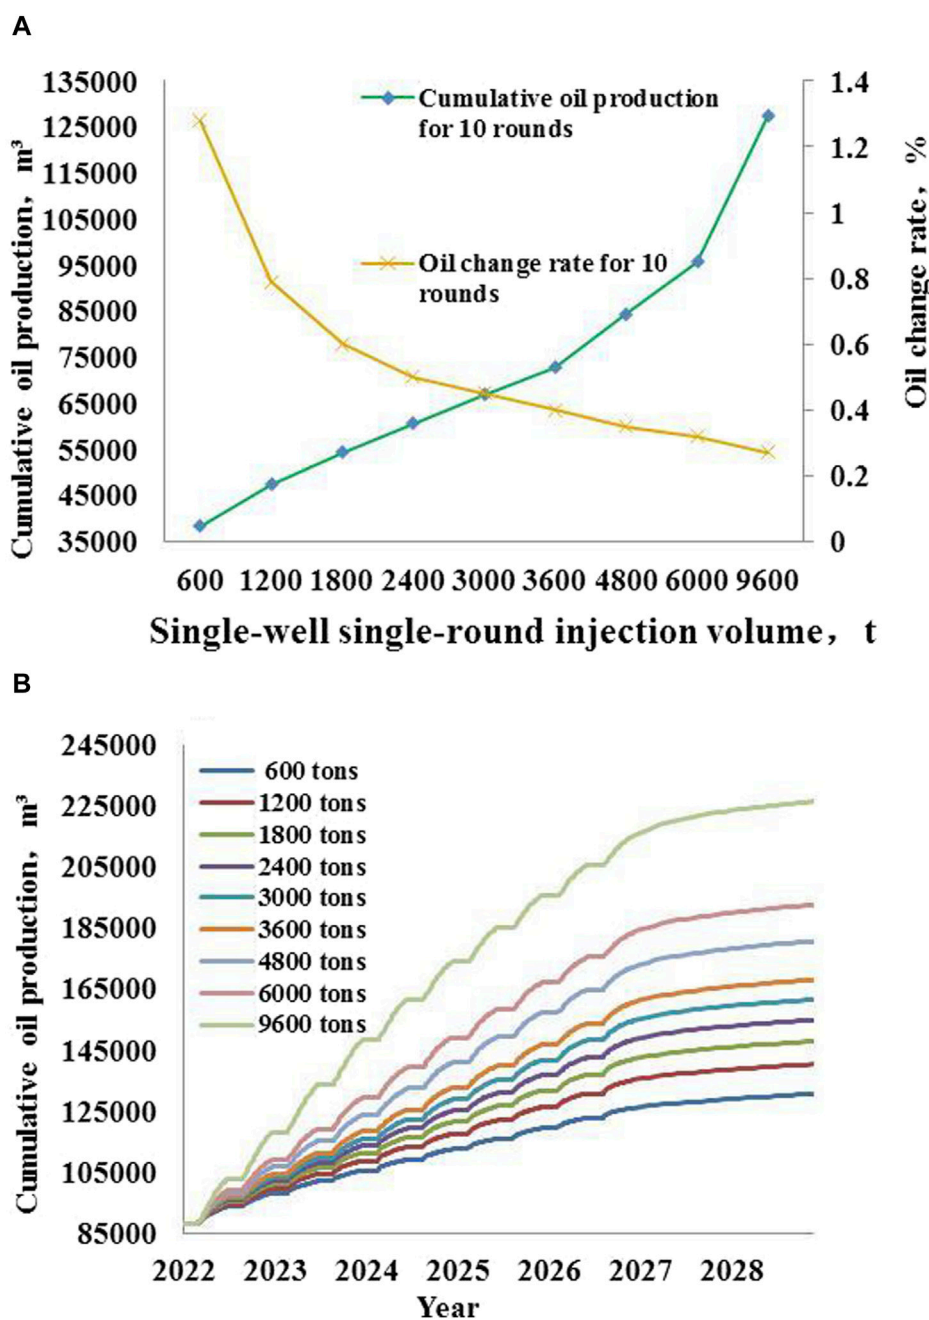 A
Cumulative oil production, m³
135000
125000
115000
105000
95000
85000
75000
65000
55000
45000
35000
Cumulative oil production
for 10 rounds
Oil change rate for 10
rounds
1.4
1.2
1
0.8
0.6
0.4
0.2
0
Oil change rate, %
600 1200 1800 2400 3000 3600 4800 6000 9600
Single-well single-round injection volume, t
B
Cumulative oil production, m³
245000
225000
205000
185000
165000
145000
125000
105000
85000
600 tons
1200 tons
1800 tons
2400 tons
3000 tons
3600 tons
4800 tons
6000 tons
9600 tons
2022 2023 2024 2025 2026 2027 2028
Year